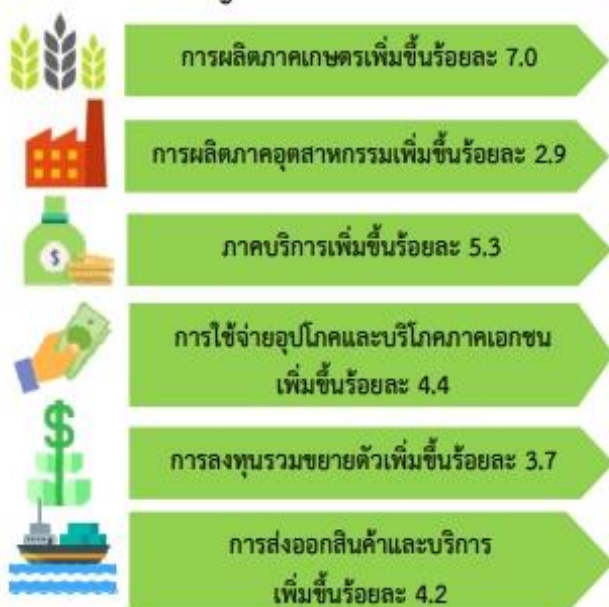 การผลิตภาคเกษตรเพิ่มขึ้นร้อยละ 7.0
การผลิตภาคอุตสาหกรรมเพิ่มขึ้นร้อยละ 2.9
$
ภาคบริการเพิ่มขึ้นร้อยละ 5.3
การใช้จ่ายอุปโภคและบริโภคภาคเอกชน
เพิ่มขึ้นร้อยละ 4.4
$
การลงทุนรวมขยายตัวเพิ่มขึ้นร้อยละ 3.7
การส่งออกสินค้าและบริการ
เพิ่มขึ้นร้อยละ 4.2